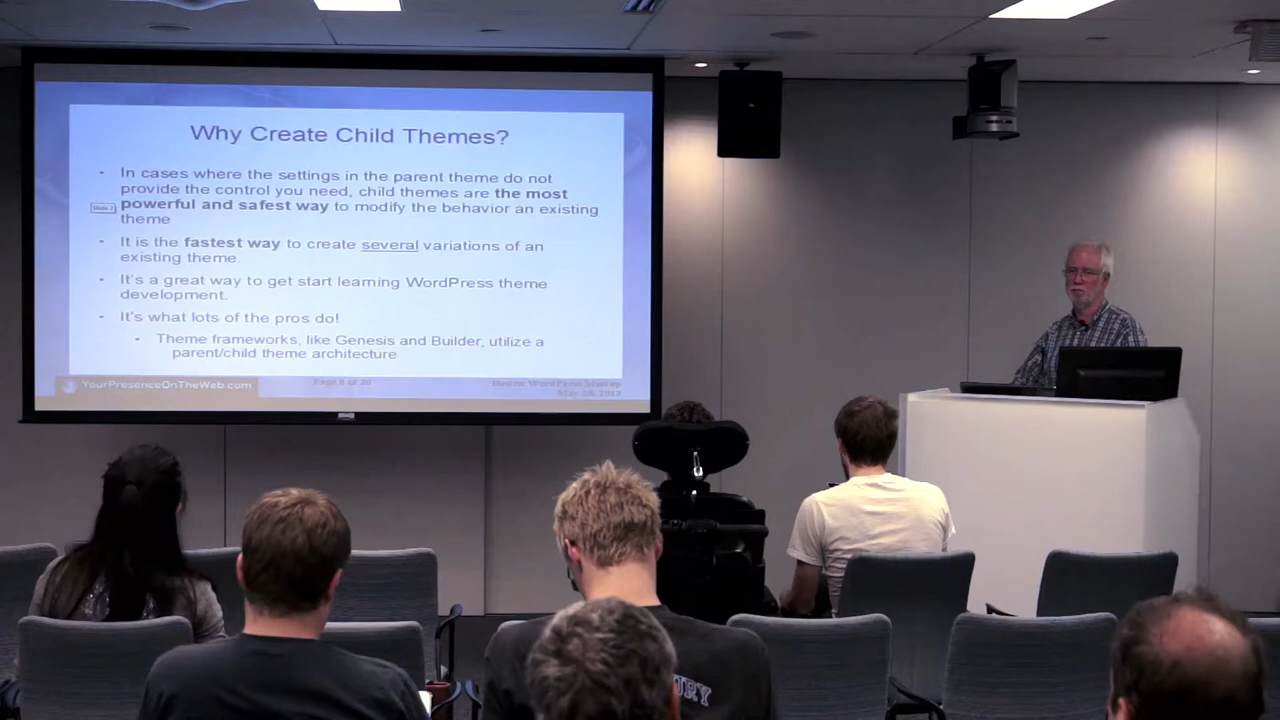 Why Create Child Themes?
In cases where the settings in the parent theme do not
provide the control you need, child themes are the most
powerful and safest way to modify the behavior an existing
theme
It is the fastest way to create several variations of an
existing theme.
It's a great way to get start learning WordPress theme
development.
It's what lots of the pros do!
Theme frameworks, like Genesis and Builder, utilize a
parent/child theme architecture
YourPresenceOnTheWeb.com
Page 8 of 20
Boston WordPress Meetup